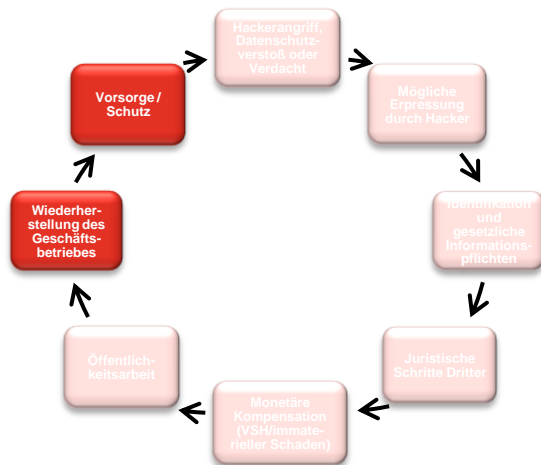 Hackerangriff,
Datenschutz-
verstoß oder
Verdacht
Mögliche
Erpressung
durch Hacker
Identifikation
und
gesetzliche
Informations-
pflichten
Juristische
Schritte Dritter
Monetäre
Kompensation
(VSH/immate-
rieller Schaden)
Öffentlich-
keitsarbeit
Wiederher-
stellung des
Geschäfts-
betriebes
Vorsorge /
Schutz